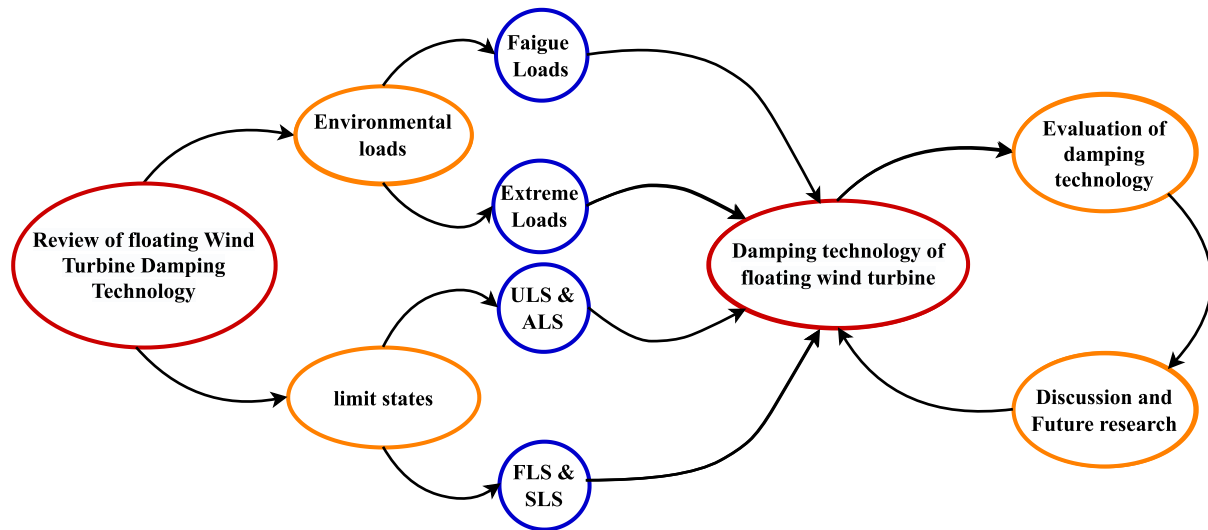 Review of floating Wind
Turbine Damping
Technology
Environmental
loads
limit states
Faigue
Loads
Extreme
Loads
ULS &
ALS
FLS &
SLS
Damping technology of
floating wind turbine
Evaluation of
damping
technology
Discussion and
Future research